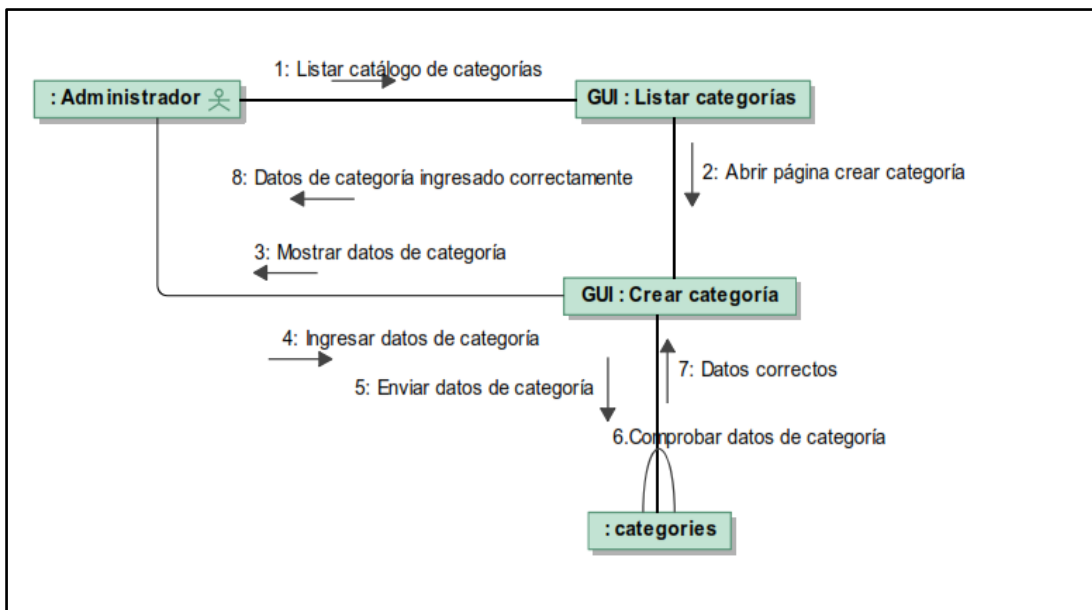 1: Listar catálogo de categorías
: Administrador
GUI : Listar categorías
2: Abrir página crear categoría
8: Datos de categoría ingresado correctamente
3: Mostrar datos de categoría
GUI : Crear categoría
4: Ingresar datos de categoría
7: Datos correctos
5: Enviar datos de categoría
6.Comprobar datos de categoría
: categories